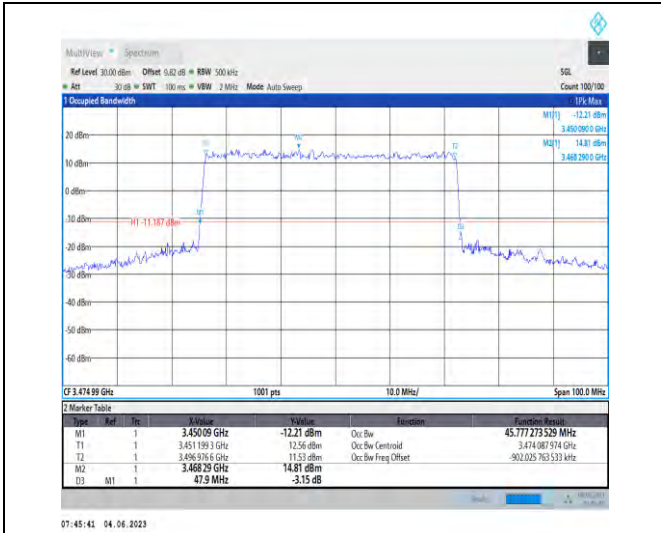 MultiView Spectrum
Ref Level 30.00 dBm Offset 0.82 dB RBW 500 kHz SGL
Att 30 dB SWT 100 ms VBW 2 MHz Mode Auto Sweep Count 100/100
1 Occupied Bandwidth 1Pk Max
M1[1] -12.21 dBm
3.450 090 0 GHz
M2[1] 14.81 dBm
3.468 290 0 GHz
20 dBm
M2
T1
T2
10 dBm
0 dBm
-10 dBm
M1
H1 -11.187 dBm
D3
-20 dBm
-30 dBm
-40 dBm
-50 dBm
-60 dBm
CF 3.474 99 GHz 1001 pts 10.0 MHz/ Span 100.0 MHz
2 Marker Table
Type Ref Trc X-Value Y-Value Function Function Result
M1 1 3.450 09 GHz -12.21 dBm Occ Bw 45.777 273 529 MHz
T1 1 3.451 199 3 GHz 12.56 dBm Occ Bw Centroid 3.474 087 974 GHz
T2 1 3.496 976 6 GHz 11.53 dBm Occ Bw Freq Offset -902.025 763 533 kHz
M2 1 3.468 29 GHz 14.81 dBm
D3 M1 1 47.9 MHz -3.15 dB
07:45:41 04.06.2023